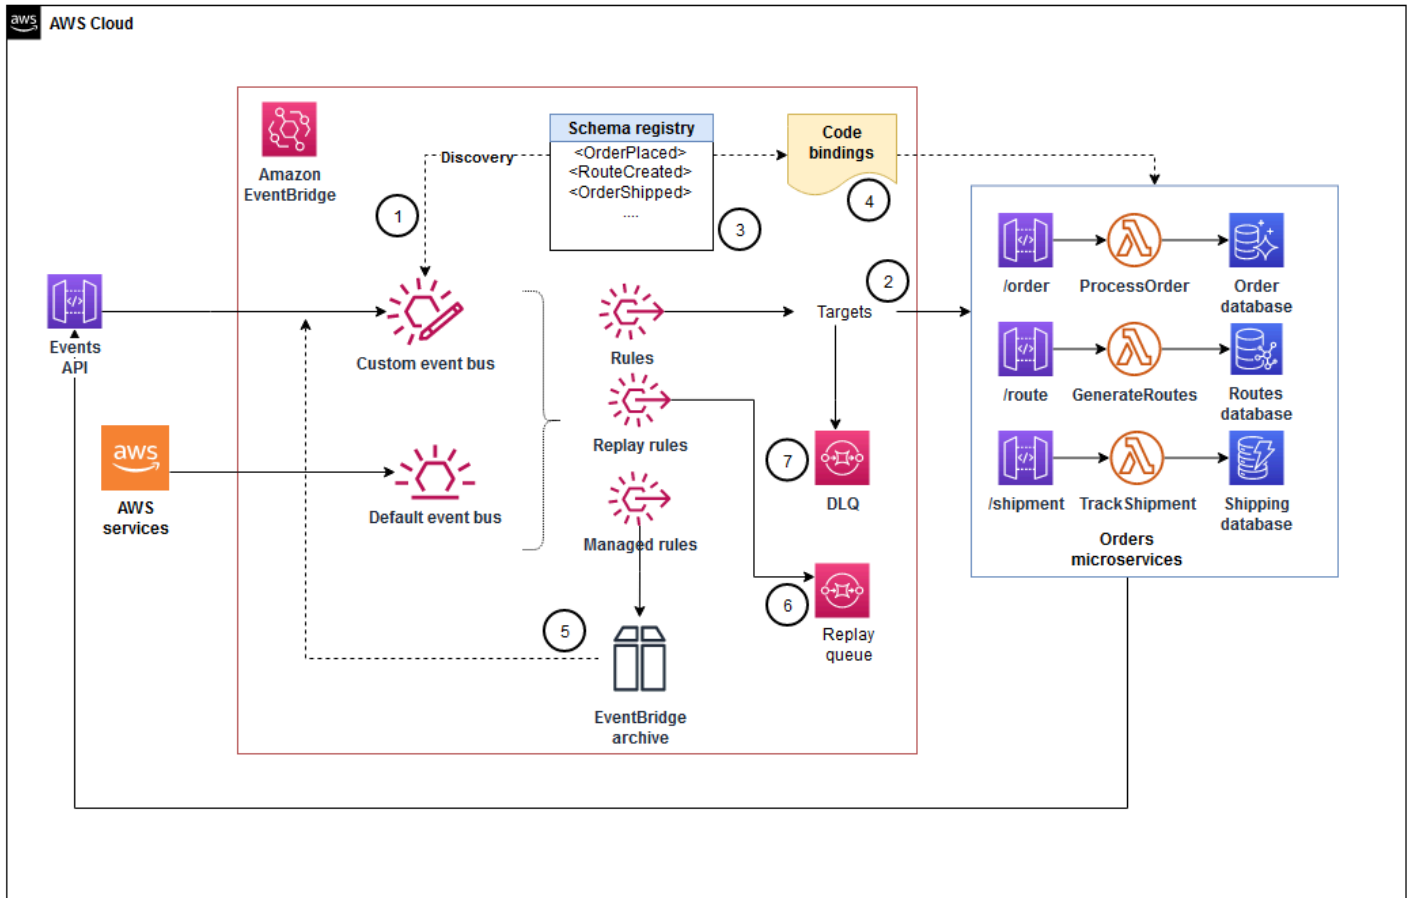 aws
AWS Cloud
Amazon
EventBridge
Schema registry
<OrderPlaced>
<RouteCreated>
<OrderShipped>
....
Discovery
Code
bindings
1
3
4
2
Events
API
Custom event bus
Rules
Targets
/order
ProcessOrder
Order
database
/route
GenerateRoutes
Routes
database
/shipment
TrackShipment
Shipping
database
Orders
microservices
aws
AWS
services
Default event bus
Replay rules
Managed rules
7
DLQ
6
Replay
queue
5
EventBridge
archive